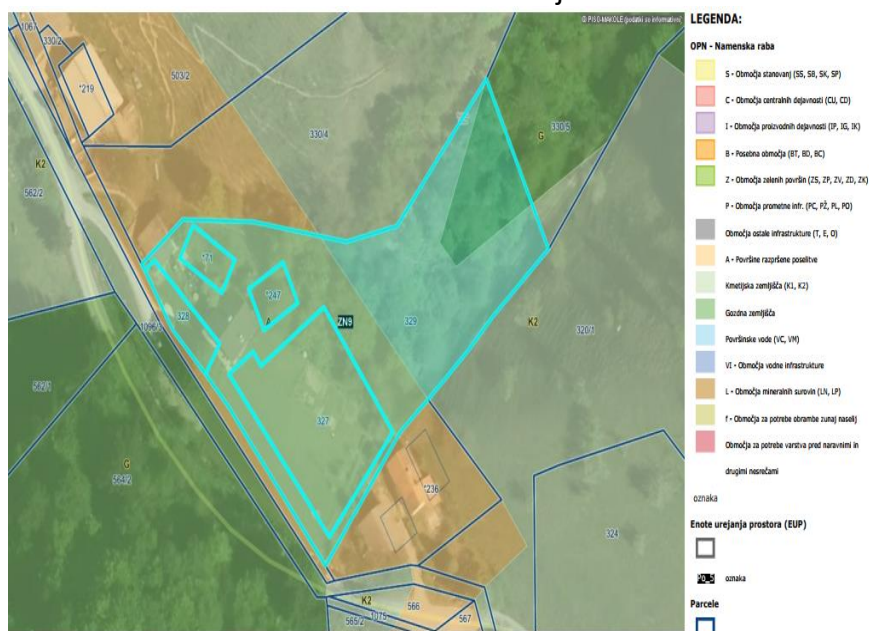 © PISO-MAKOLE (podatki so informativni)
1067
330/2
*219
503/2
330/4
330/5
G
K2
562/2
*71
*247
A
ZN9
328
329
K2
320/1
1096/1
562/1
327
G
564/2
*236
324
K2
566
1075
565/2
567
LEGENDA:
OPN - Namenska raba
S - Območja stanovanj (SS, SB, SK, SP)
C - Območja centralnih dejavnosti (CU, CD)
I - Območja proizvodnih dejavnosti (IP, IG, IK)
B - Posebna območja (BT, BD, BC)
Z - Območja zelenih površin (ZS, ZP, ZV, ZD, ZK)
P - Območja prometne infr. (PC, PŽ, PL, PO)
Območja ostale infrastrukture (T, E, O)
A - Površine razpršene poselitve
Kmetijska zemljišča (K1, K2)
Gozdna zemljišča
Površinske vode (VC, VM)
VI - Območja vodne infrastrukture
L - Območja mineralnih surovin (LN, LP)
f - Območja za potrebe obrambe zunaj naselij
Območja za potrebe varstva pred naravnimi in
drugimi nesrečami
oznaka
Enote urejanja prostora (EUP)
oznaka
Parcele